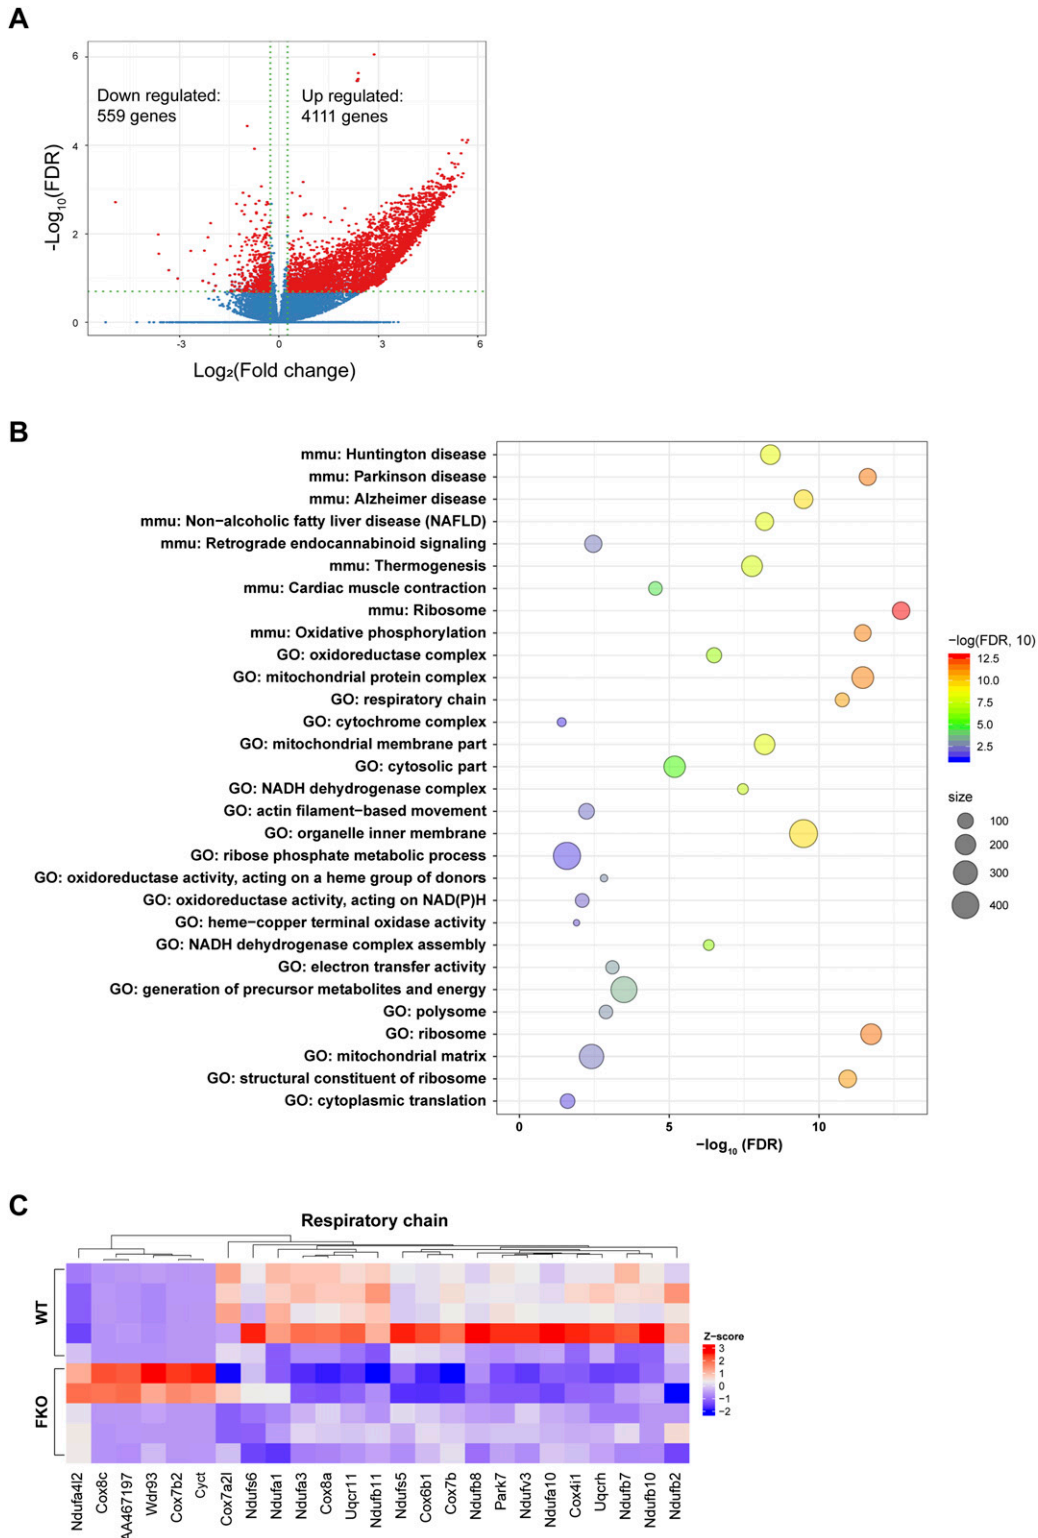 A
6
4
2
0
-Log10(FDR)
Down regulated:
559 genes
Up regulated:
4111 genes
-3
0
3
6
Log₂(Fold change)
B
mmu: Huntington disease
mmu: Parkinson disease
mmu: Alzheimer disease
mmu: Non−alcoholic fatty liver disease (NAFLD)
mmu: Retrograde endocannabinoid signaling
mmu: Thermogenesis
mmu: Cardiac muscle contraction
mmu: Ribosome
mmu: Oxidative phosphorylation
GO: oxidoreductase complex
GO: mitochondrial protein complex
GO: respiratory chain
GO: cytochrome complex
GO: mitochondrial membrane part
GO: cytosolic part
GO: NADH dehydrogenase complex
GO: actin filament−based movement
GO: organelle inner membrane
GO: ribose phosphate metabolic process
GO: oxidoreductase activity, acting on a heme group of donors
GO: oxidoreductase activity, acting on NAD(P)H
GO: heme−copper terminal oxidase activity
GO: NADH dehydrogenase complex assembly
GO: electron transfer activity
GO: generation of precursor metabolites and energy
GO: polysome
GO: ribosome
GO: mitochondrial matrix
GO: structural constituent of ribosome
GO: cytoplasmic translation
0
5
10
−log10 (FDR)
−log(FDR, 10)
12.5
10.0
7.5
5.0
2.5
size
100
200
300
400
C
Respiratory chain
WT
FKO
Z−score
3
2
1
0
−1
−2
Ndufa4l2
Cox8c
AA467197
Wdr93
Cox7b2
Cyct
Cox7a2l
Ndufs6
Ndufa1
Ndufa3
Cox8a
Uqcr11
Ndufb11
Ndufs5
Cox6b1
Cox7b
Ndufb8
Park7
Ndufv3
Ndufa10
Cox4i1
Uqcrh
Ndufb7
Ndufb10
Ndufb2